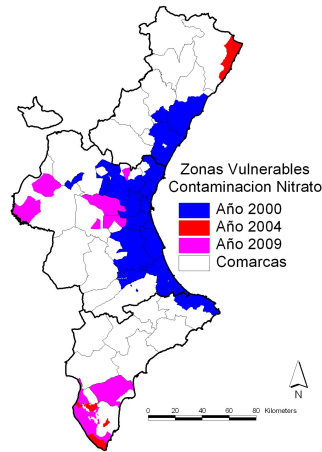 Zonas Vulnerables
Contaminacion Nitrato
Año 2000
Año 2004
Año 2009
Comarcas
N
0 20 40 60 80 Kilometers